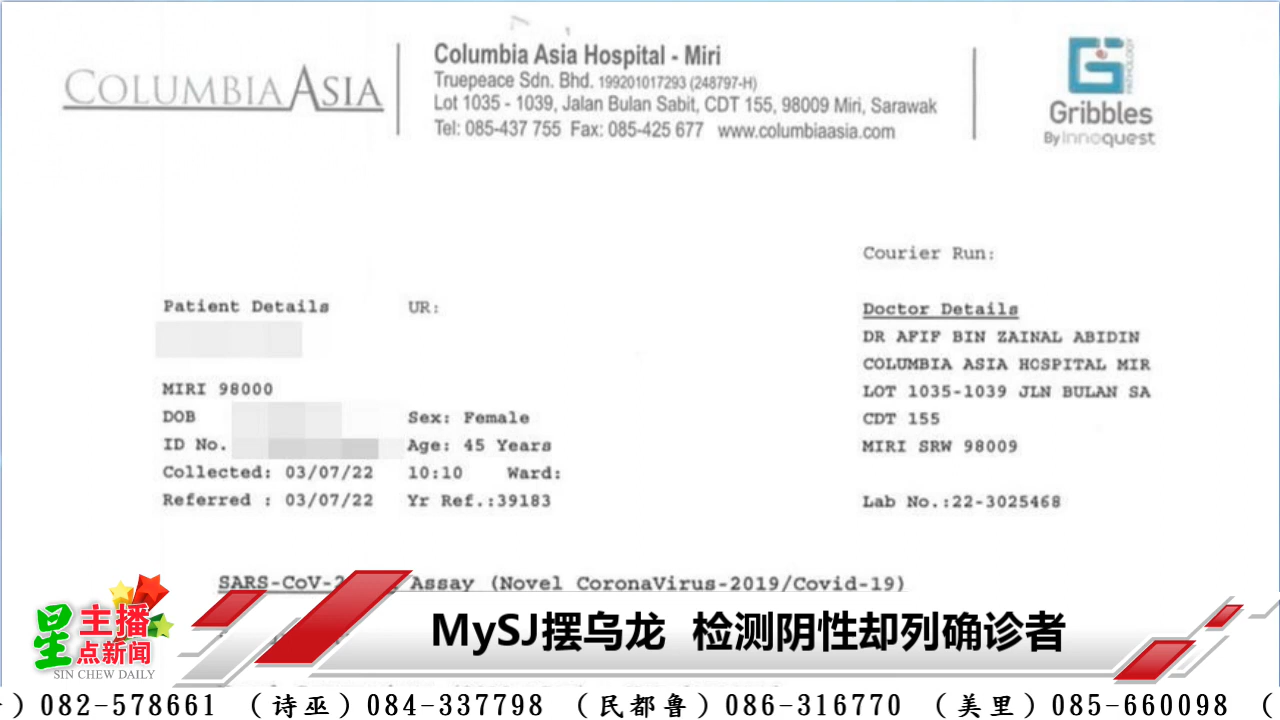 COLUMBIA ASIA
Columbia Asia Hospital - Miri
Truepeace Sdn. Bhd. 199201017293 (248797-H)
Lot 1035 - 1039, Jalan Bulan Sabit, CDT 155, 98009 Miri, Sarawak
Tel: 085-437 755 Fax: 085-425 677 www.columbiaasia.com
PATHOLOGY
Gribbles
By Innoquest
Courier Run:
Patient Details UR:
Doctor Details
DR AFIF BIN ZAINAL ABIDIN
COLUMBIA ASIA HOSPITAL MIR
MIRI 98000
LOT 1035-1039 JLN BULAN SA
DOB Sex: Female
CDT 155
ID No. Age: 45 Years
MIRI SRW 98009
Collected: 03/07/22 10:10 Ward:
Referred : 03/07/22 Yr Ref.:39183
Lab No.:22-3025468
SARS-CoV-2 Assay (Novel CoronaVirus-2019/Covid-19)
星主播
点新闻
SIN CHEW DAILY
MySJ摆乌龙 检测阴性却列确诊者
)082-578661 (诗巫)084-337798 (民都鲁)086-316770 (美里)085-660098 (